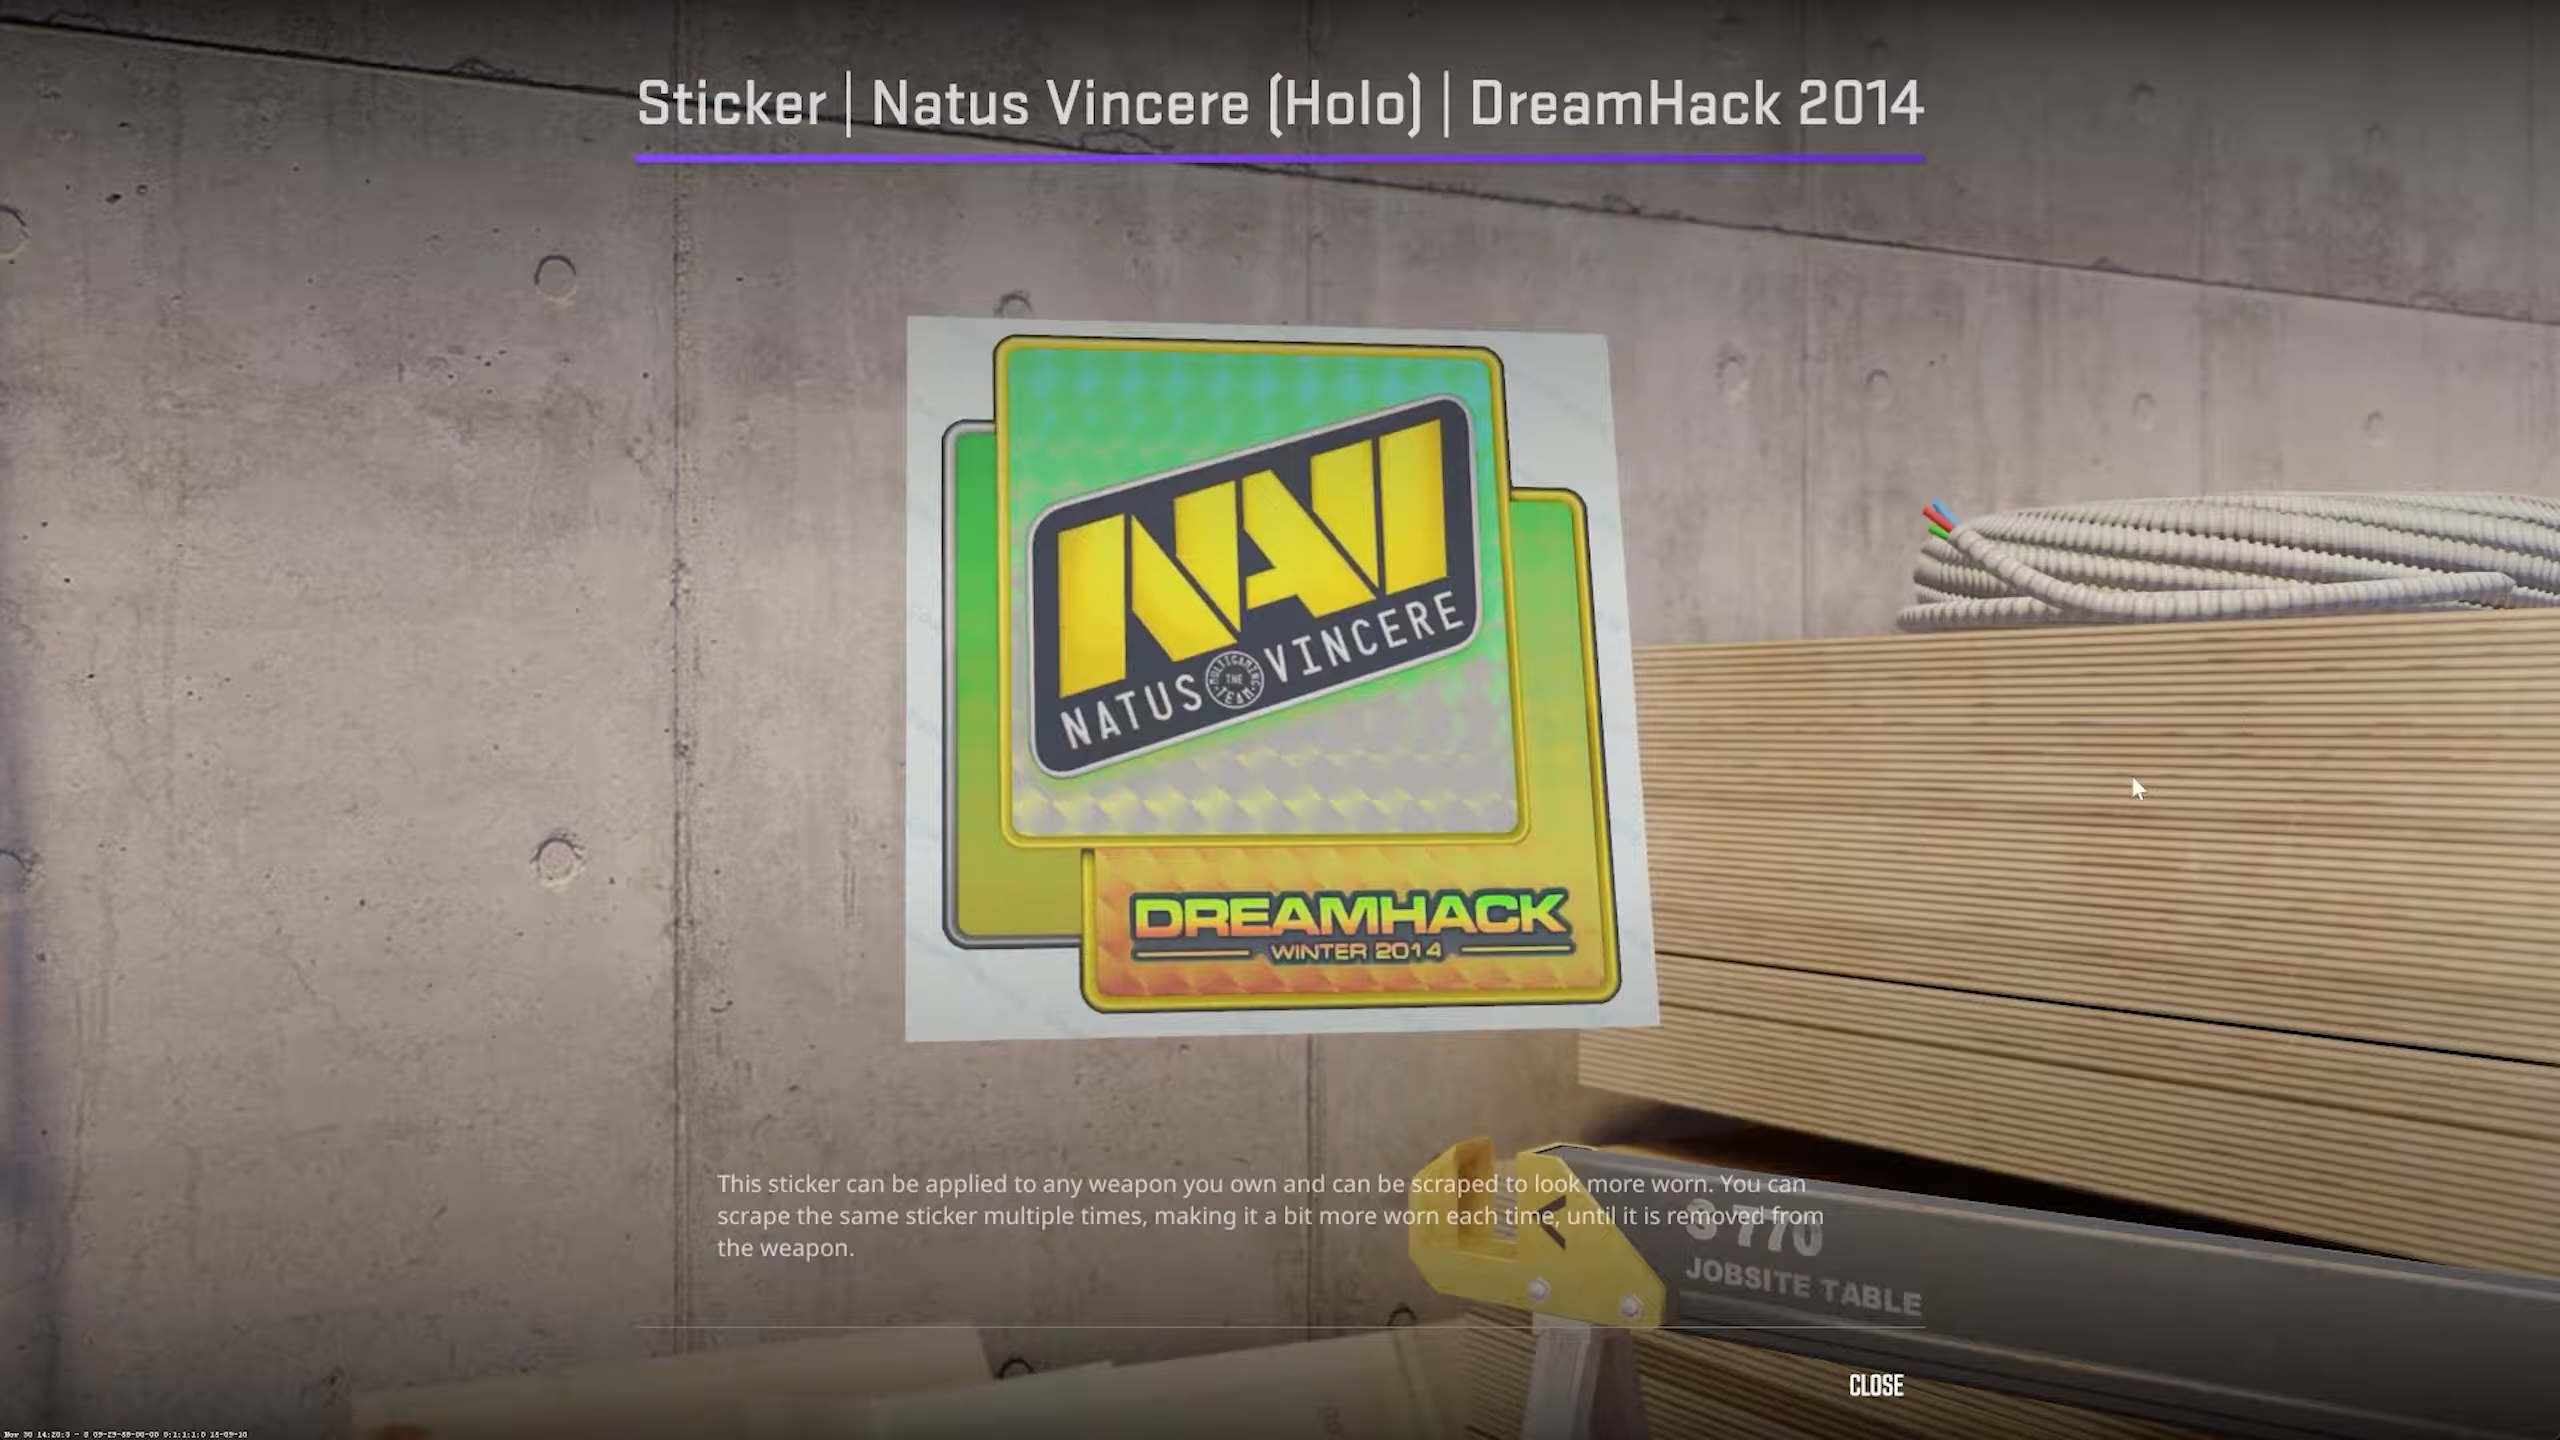 Sticker | Natus Vincere (Holo) | DreamHack 2014
NAVI
NATUS VINCERE
MULTIGAMING
THE
TEAM
DREAMHACK
WINTER 2014
This sticker can be applied to any weapon you own and can be scraped to look more worn. You can
scrape the same sticker multiple times, making it a bit more worn each time, until it is removed from
the weapon.
JOBSITE TABLE
CLOSE